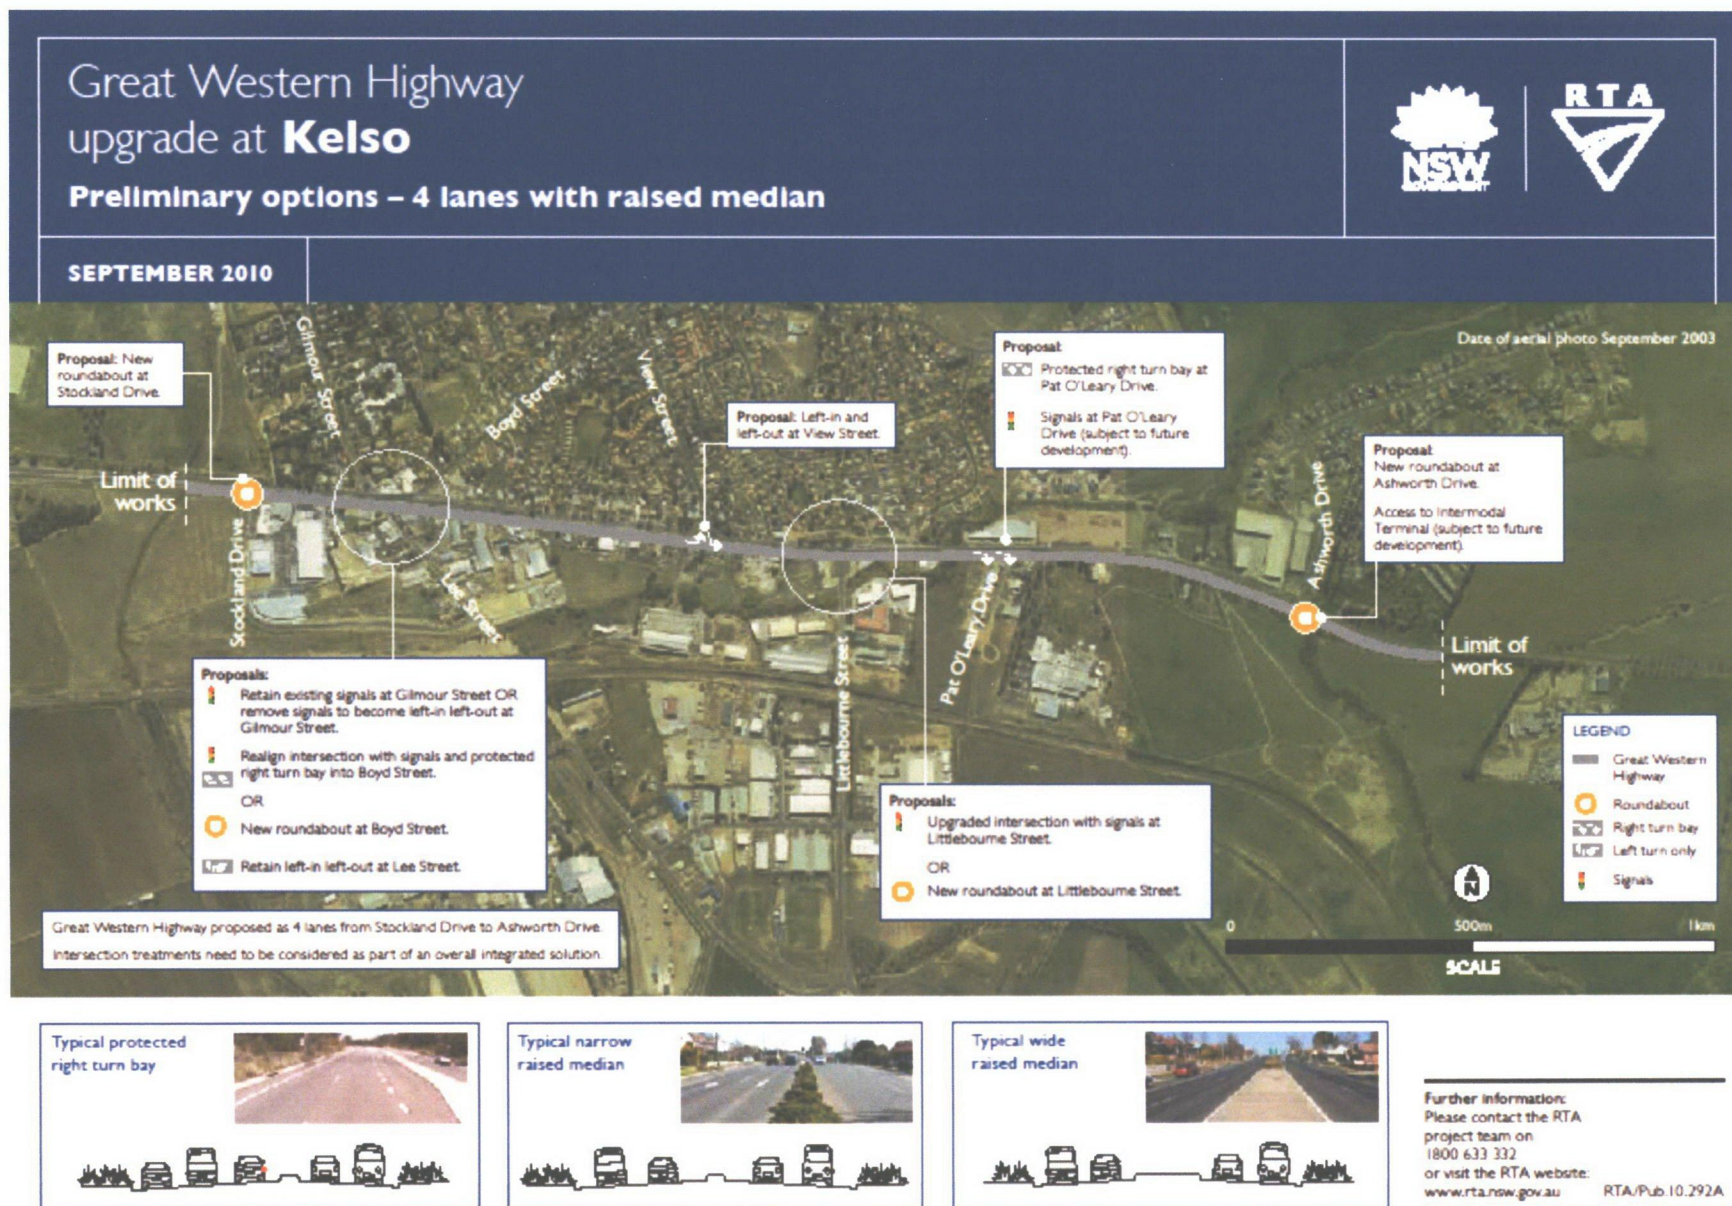 Great Western Highway
upgrade at Kelso
Preliminary options – 4 lanes with raised median
SEPTEMBER 2010
NSW
GOVERNMENT
RTA
Date of aerial photo September 2003
Proposal: New
roundabout at
Stockland Drive.
Gilmour Street
Boyd Street
View Street
Proposal: Left-in and
left-out at View Street.
Proposal:
Protected right turn bay at
Pat O'Leary Drive.
Signals at Pat O'Leary
Drive (subject to future
development).
Proposal:
New roundabout at
Ashworth Drive.
Access to Intermodal
Terminal (subject to future
development).
Limit of
works
Stockland Drive
Lee Street
Littlebourne Street
Pat O'Leary Drive
Ashworth Drive
Limit of
works
Proposals:
Retain existing signals at Gilmour Street OR
remove signals to become left-in left-out at
Gilmour Street.
Realign intersection with signals and protected
right turn bay into Boyd Street.
OR
New roundabout at Boyd Street.
Retain left-in left-out at Lee Street.
Proposals:
Upgraded intersection with signals at
Littlebourne Street.
OR
New roundabout at Littlebourne Street.
LEGEND
Great Western
Highway
Roundabout
Right turn bay
Left turn only
Signals
N
0 500m 1km
SCALE
Great Western Highway proposed as 4 lanes from Stockland Drive to Ashworth Drive.
Intersection treatments need to be considered as part of an overall integrated solution.
Typical protected
right turn bay
Typical narrow
raised median
Typical wide
raised median
Further information:
Please contact the RTA
project team on
1800 633 332
or visit the RTA website:
www.rta.nsw.gov.au
RTA/Pub.10.292A